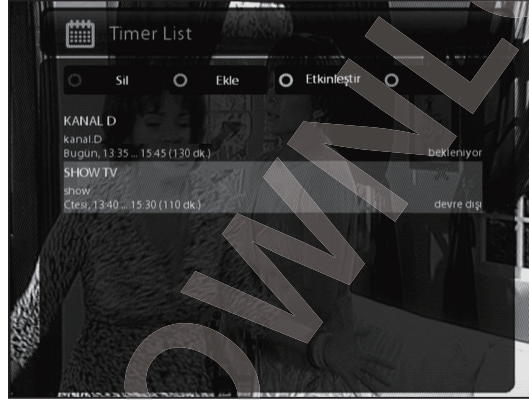 Timer List
Sil Ekle Etkinleştir
KANAL D
kanal.D
Bugün, 13:35 ... 15:45 (130 dk.) bekleniyor
SHOW TV
show
Ctesi, 13:40 ... 15:30 (110 dk.) devre dışı
OWNL